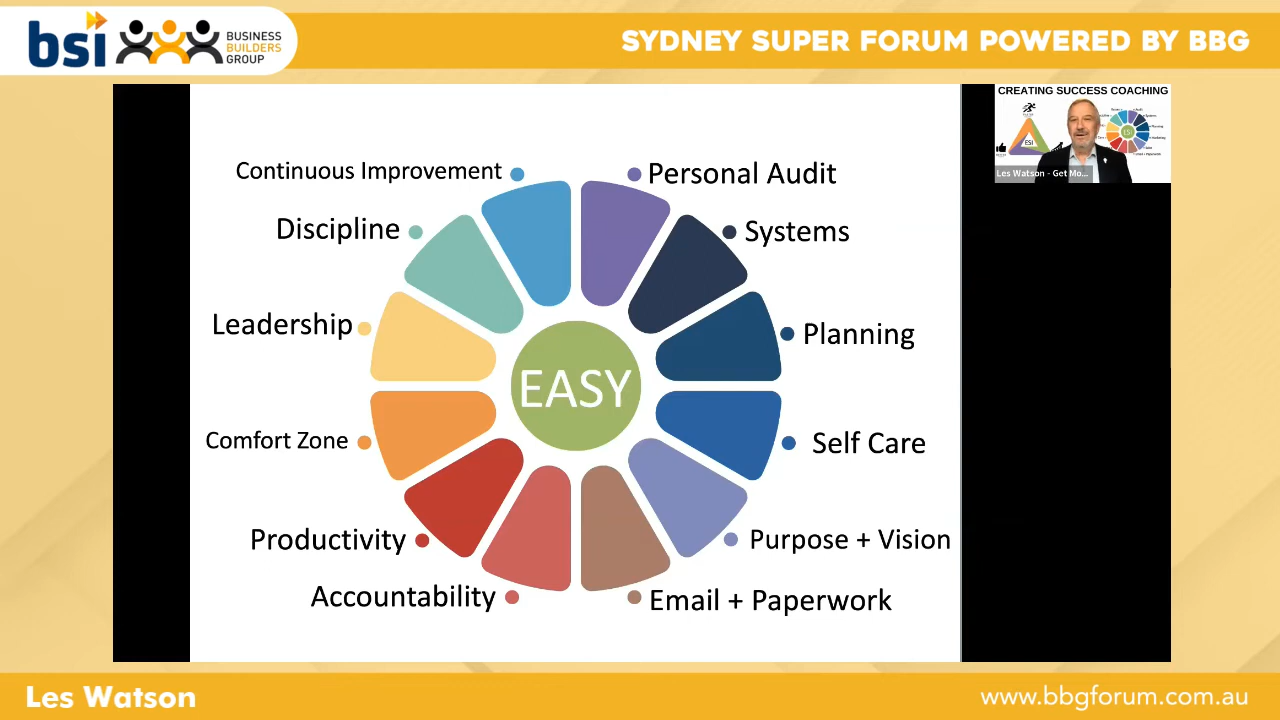 bsi
BUSINESS
BUILDERS
GROUP
SYDNEY SUPER FORUM POWERED BY BBG
CREATING SUCCESS COACHING
ESI
ESI
Les Watson - Get Mo...
Continuous Improvement
Personal Audit
Discipline
Systems
Leadership
Planning
EASY
Comfort Zone
Self Care
Productivity
Purpose + Vision
Accountability
Email + Paperwork
Les Watson
www.bbgforum.com.au